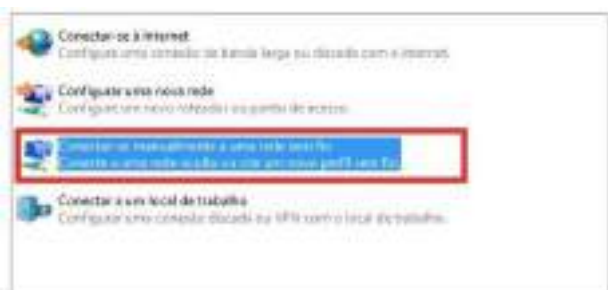 Conectar-se à Internet
Configurar uma conexão de banda larga ou discada com a Internet.
Configurar uma nova rede
Configurar um novo roteador ou ponto de acesso.
Conectar-se manualmente a uma rede sem fio
Conecte a uma rede oculta ou crie um novo perfil sem fio.
Conectar a um local de trabalho
Configurar uma conexão discada ou VPN com o local de trabalho.